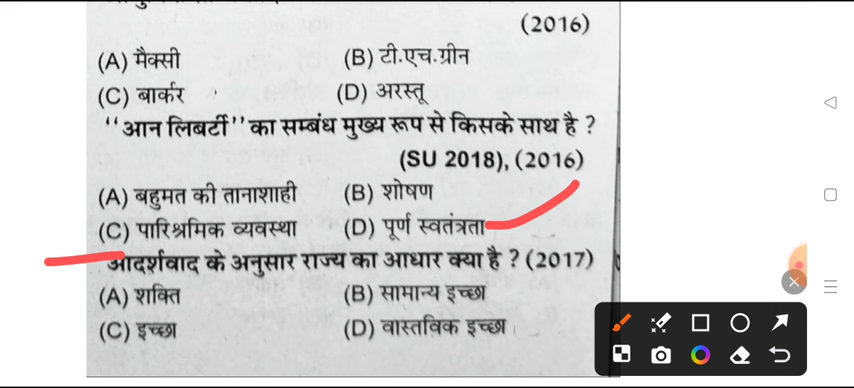 (2016)
(A) मैक्सी (B) टी.एच.ग्रीन
(C) बार्कर (D) अरस्तू
"आन लिबर्टी" का सम्बंध मुख्य रूप से किसके साथ है ?
(SU 2018), (2016)
(A) बहुमत की तानाशाही (B) शोषण
(C) पारिश्रमिक व्यवस्था (D) पूर्ण स्वतंत्रता
आदर्शवाद के अनुसार राज्य का आधार क्या है ? (2017)
(A) शक्ति (B) सामान्य इच्छा
(C) इच्छा (D) वास्तविक इच्छा